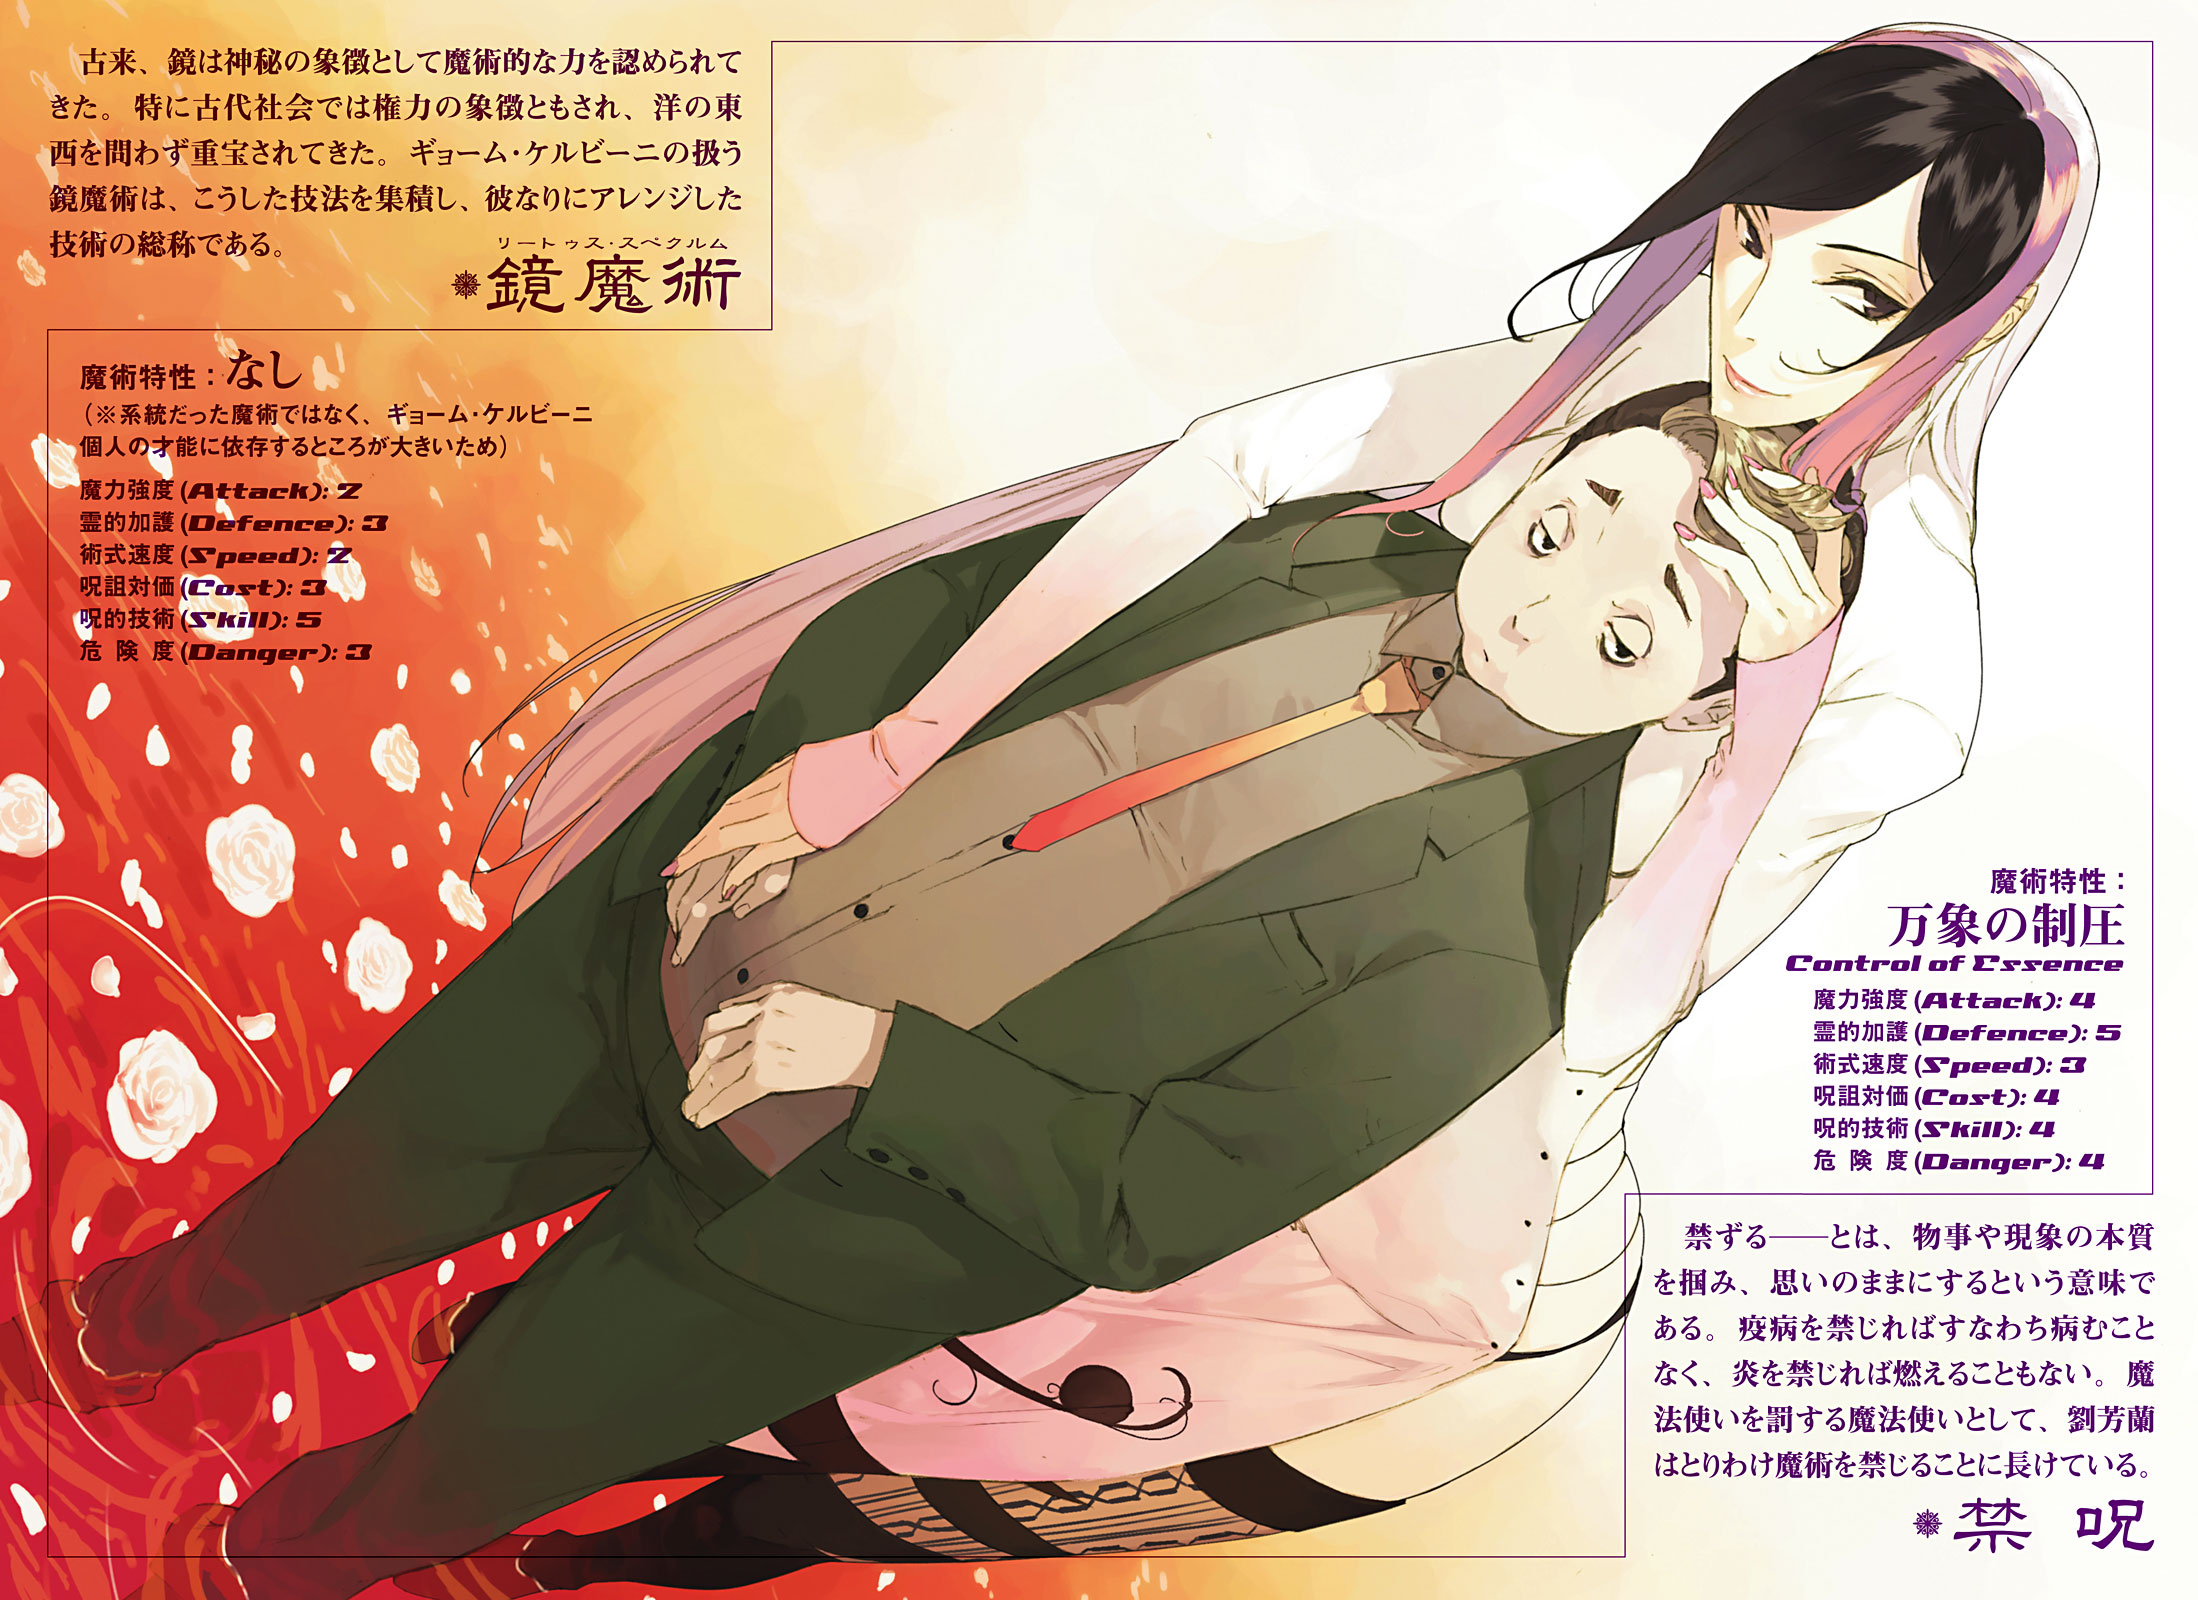 古来、鏡は神秘の象徴として魔術的な力を認められて
きた。特に古代社会では権力の象徴ともされ、洋の東
西を問わず重宝されてきた。ギョーム・ケルビーニの扱う
鏡魔術は、こうした技法を集積し、彼なりにアレンジした
技術の総称である。
リートゥス・スペクルム
鏡魔術
魔術特性：なし
（※系統だった魔術ではなく、ギョーム・ケルビーニ
個人の才能に依存するところが大きいため）
魔力強度(Attack): 2
霊的加護(Defence): 3
術式速度(Speed): 2
呪詛対価(Cost): 3
呪的技術(Skill): 5
危険度(Danger): 3
魔術特性：
万象の制圧
Control of Essence
魔力強度(Attack): 4
霊的加護(Defence): 5
術式速度(Speed): 3
呪詛対価(Cost): 4
呪的技術(Skill): 4
危険度(Danger): 4
禁ずる――とは、物事や現象の本質
を掴み、思いのままにするという意味で
ある。疫病を禁じればすなわち病むこと
なく、炎を禁じれば燃えることもない。魔
法使いを罰する魔法使いとして、劉芳蘭
はとりわけ魔術を禁じることに長けている。
禁呪